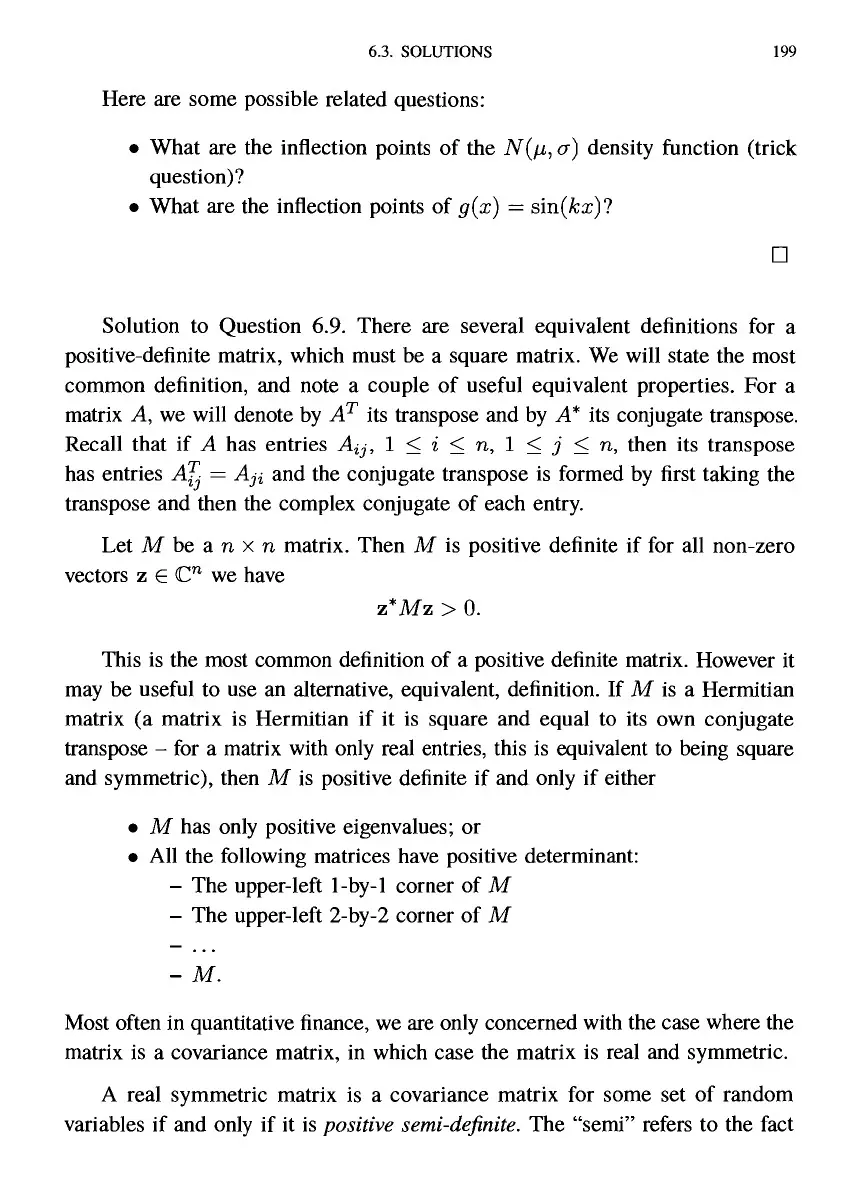 6.3. SOLUTIONS 199
Here are some possible related questions:
• What are the inflection points of the N(μ, σ) density function (trick
question)?
• What are the inflection points of g(x) = sin(kx)?
□
Solution to Question 6.9. There are several equivalent definitions for a
positive-definite matrix, which must be a square matrix. We will state the most
common definition, and note a couple of useful equivalent properties. For a
matrix A, we will denote by Aᵀ its transpose and by A* its conjugate transpose.
Recall that if A has entries Aᵢⱼ, 1 ≤ i ≤ n, 1 ≤ j ≤ n, then its transpose
has entries Aᵀᵢⱼ = Aⱼᵢ and the conjugate transpose is formed by first taking the
transpose and then the complex conjugate of each entry.
Let M be a n × n matrix. Then M is positive definite if for all non-zero
vectors z ∈ ℂⁿ we have
z*Mz > 0.
This is the most common definition of a positive definite matrix. However it
may be useful to use an alternative, equivalent, definition. If M is a Hermitian
matrix (a matrix is Hermitian if it is square and equal to its own conjugate
transpose – for a matrix with only real entries, this is equivalent to being square
and symmetric), then M is positive definite if and only if either
• M has only positive eigenvalues; or
• All the following matrices have positive determinant:
– The upper-left 1-by-1 corner of M
– The upper-left 2-by-2 corner of M
– ...
– M.
Most often in quantitative finance, we are only concerned with the case where the
matrix is a covariance matrix, in which case the matrix is real and symmetric.
A real symmetric matrix is a covariance matrix for some set of random
variables if and only if it is positive semi-definite. The “semi” refers to the fact